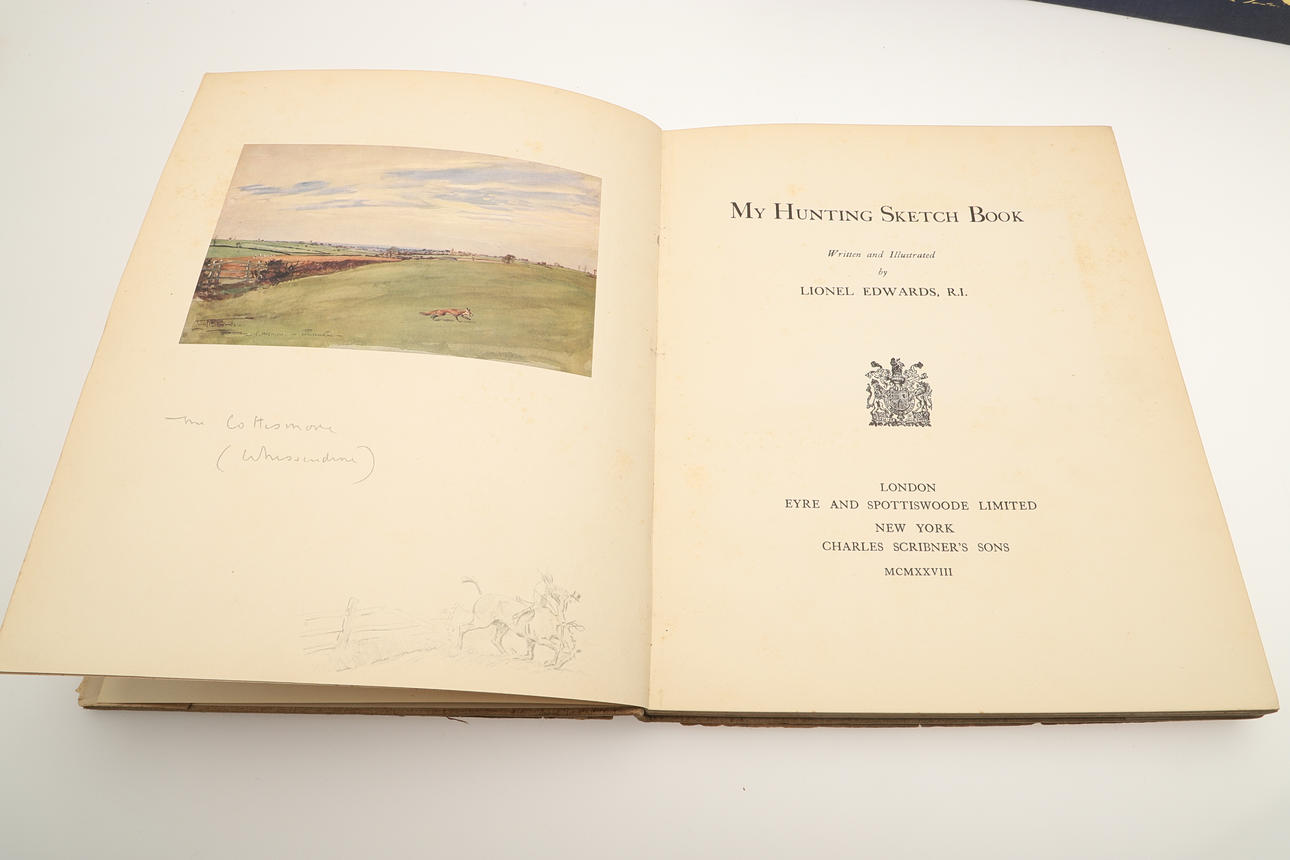 The Cottesmore
(Whissendine)
My Hunting Sketch Book
Written and Illustrated
by
LIONEL EDWARDS, R.I.
LONDON
EYRE AND SPOTTISWOODE LIMITED
NEW YORK
CHARLES SCRIBNER'S SONS
MCMXXVIII